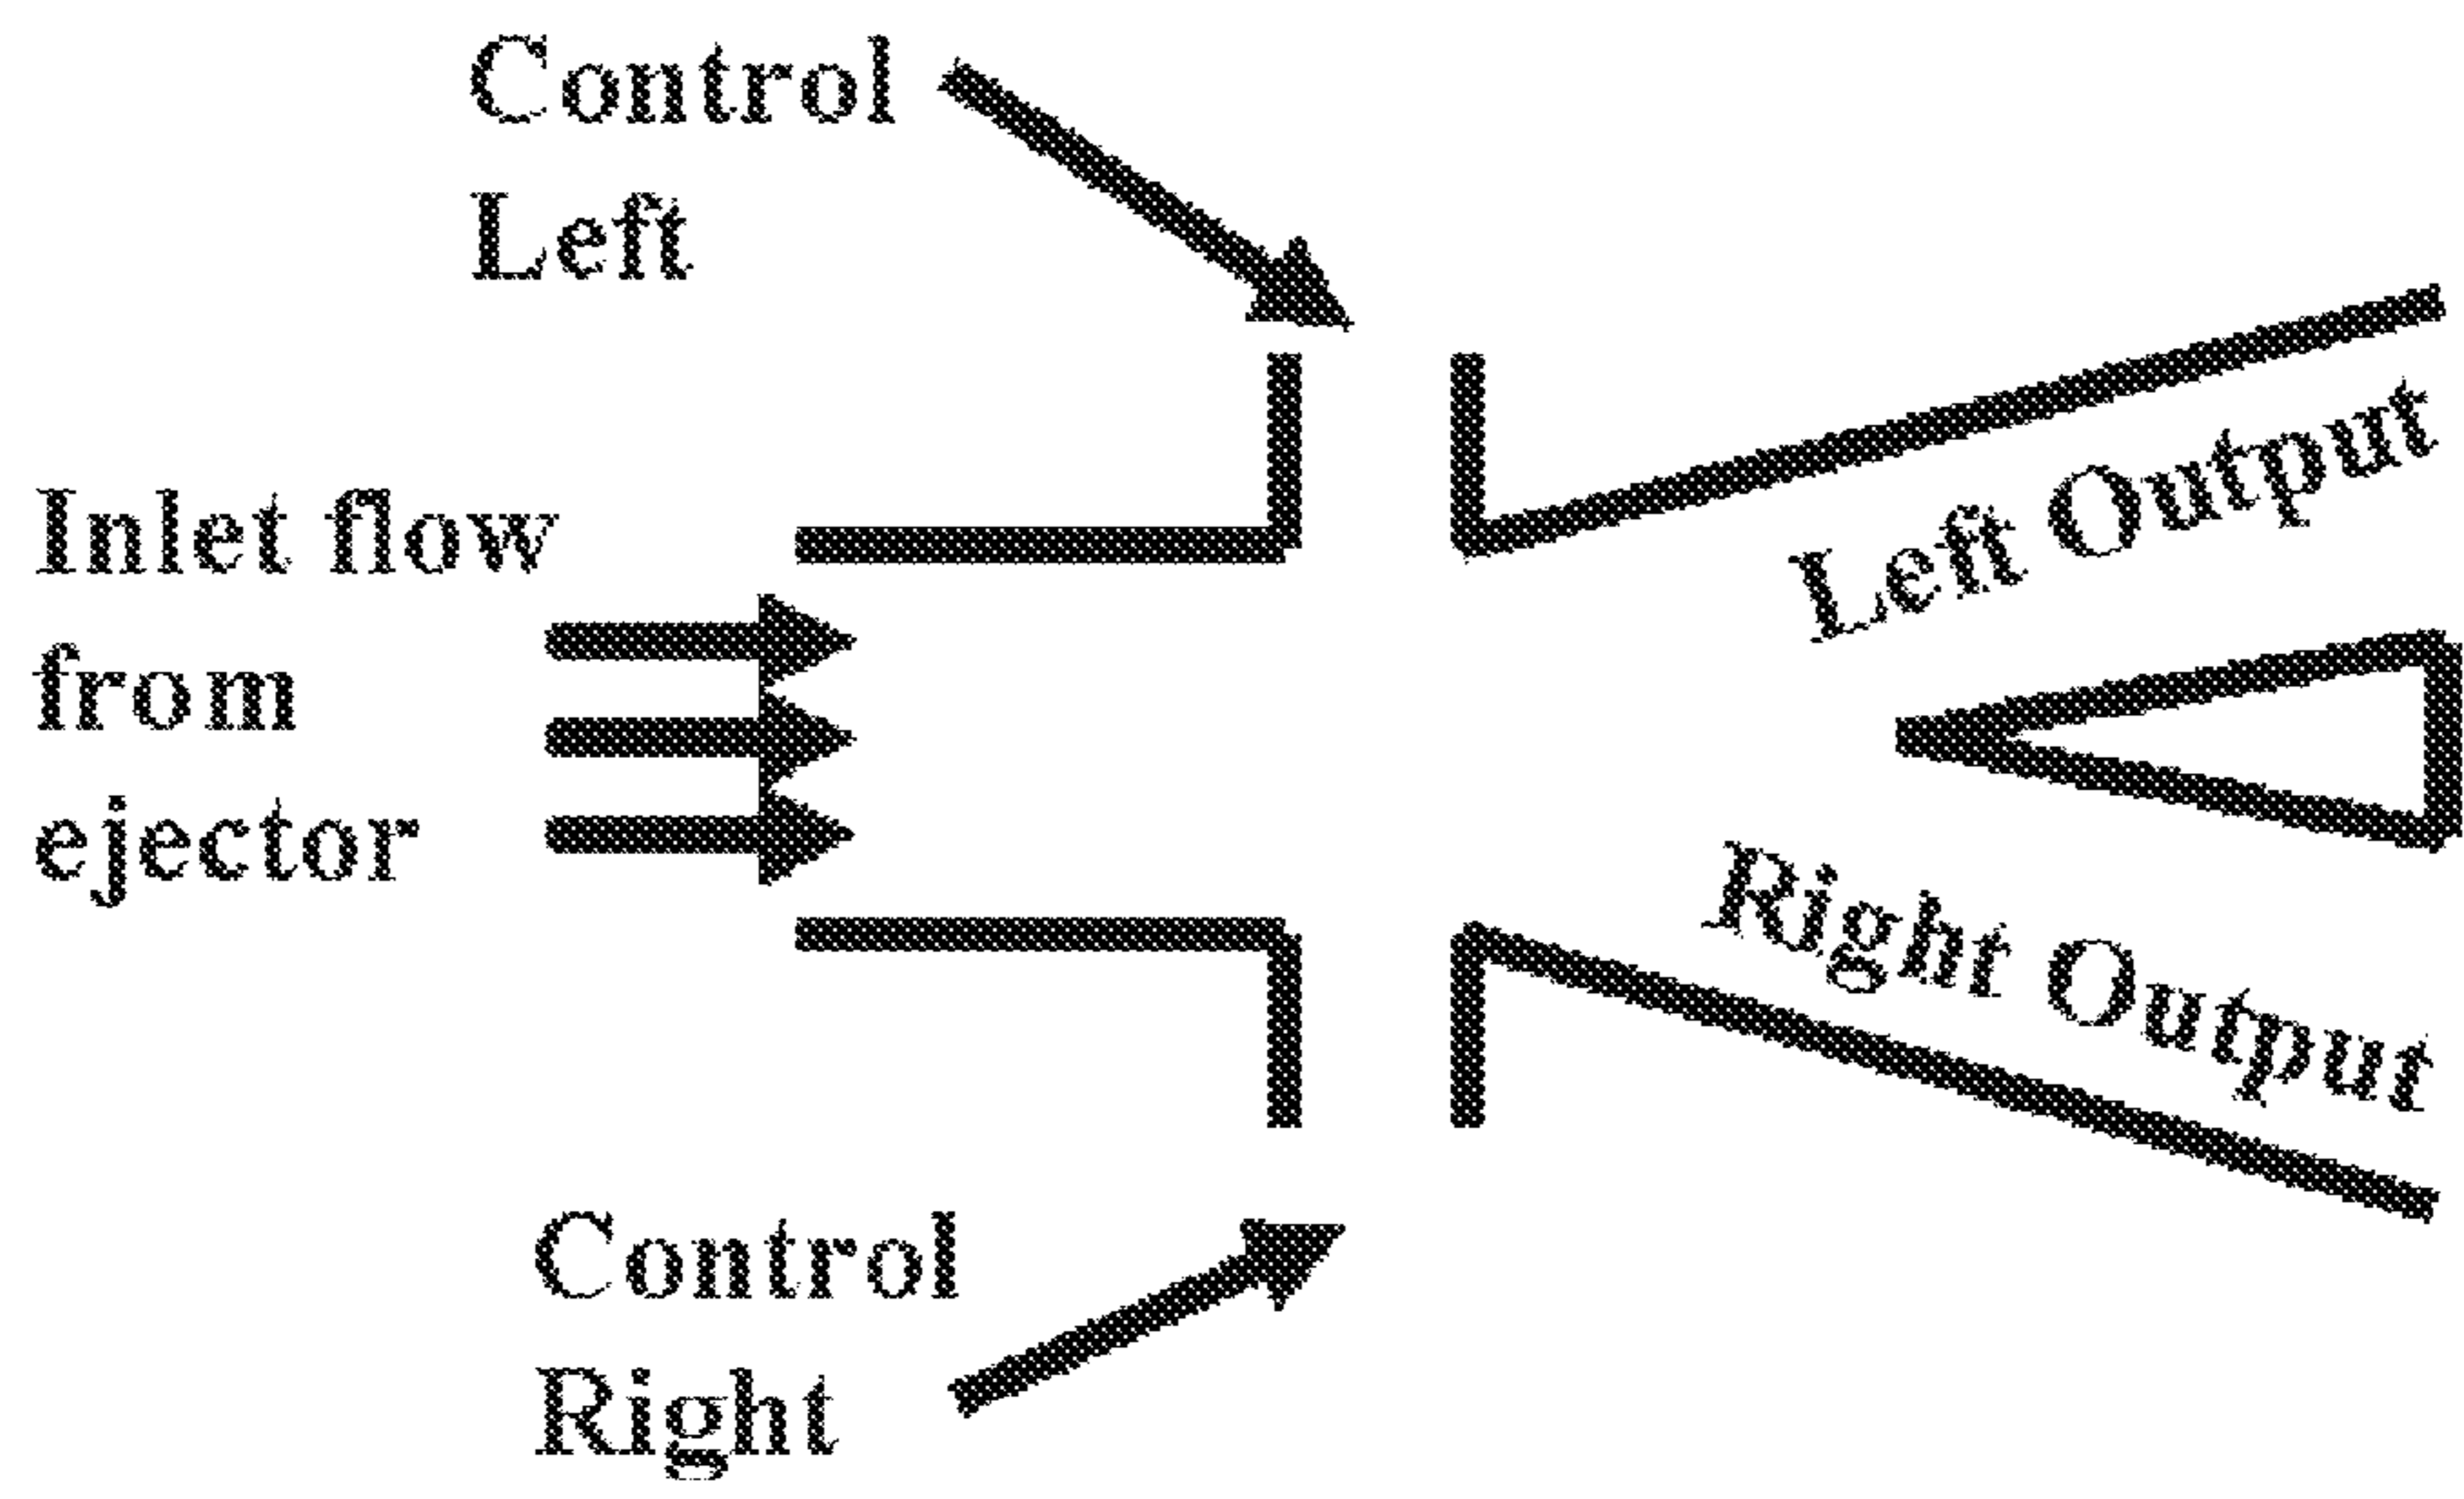 Control
Left
Inlet flow
from
ejector
Left Output
Right Output
Control
Right